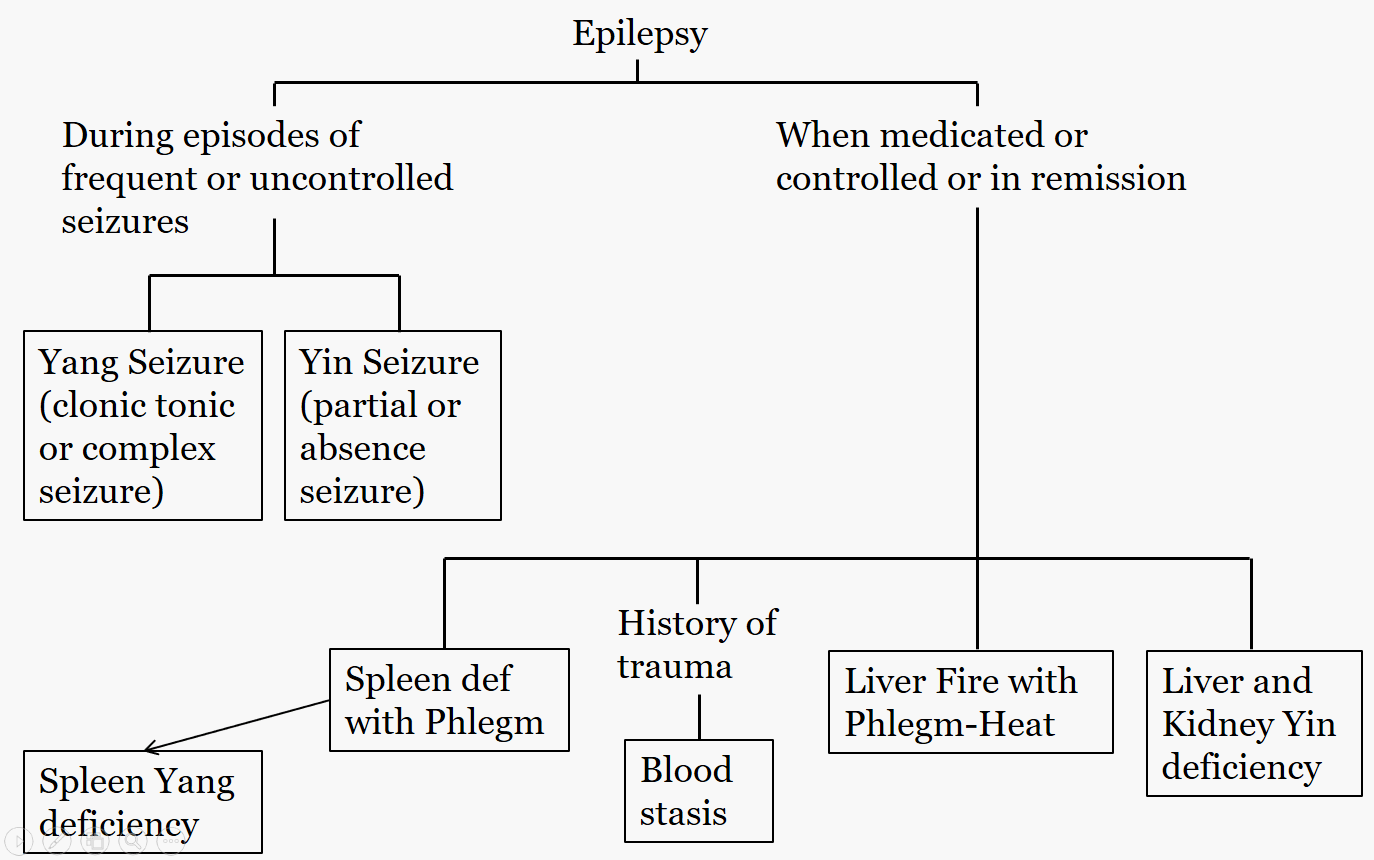 Epilepsy
During episodes of
frequent or uncontrolled
seizures
When medicated or
controlled or in remission
Yang Seizure
(clonic tonic
or complex
seizure)
Yin Seizure
(partial or
absence
seizure)
History of
trauma
Spleen def
with Phlegm
Liver Fire with
Phlegm-Heat
Liver and
Kidney Yin
deficiency
Spleen Yang
deficiency
Blood
stasis